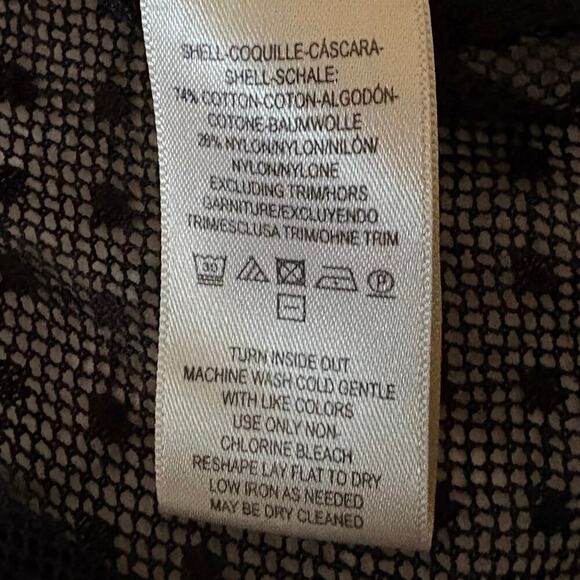 SHELL-COQUILLE-CÁSCARA-
SHELL-SCHALE:
74% COTTON-COTON-ALGODÓN-
COTONE-BAUMWOLLE
26% NYLON/NYLON/NILÓN/
NYLON/NYLONE
EXCLUDING TRIM/HORS
GARNITURE/EXCLUYENDO
TRIM/ESCLUSA TRIM/OHNE TRIM
30
P
TURN INSIDE OUT
MACHINE WASH COLD GENTLE
WITH LIKE COLORS
USE ONLY NON-
CHLORINE BLEACH
RESHAPE LAY FLAT TO DRY
LOW IRON AS NEEDED
MAY BE DRY CLEANED